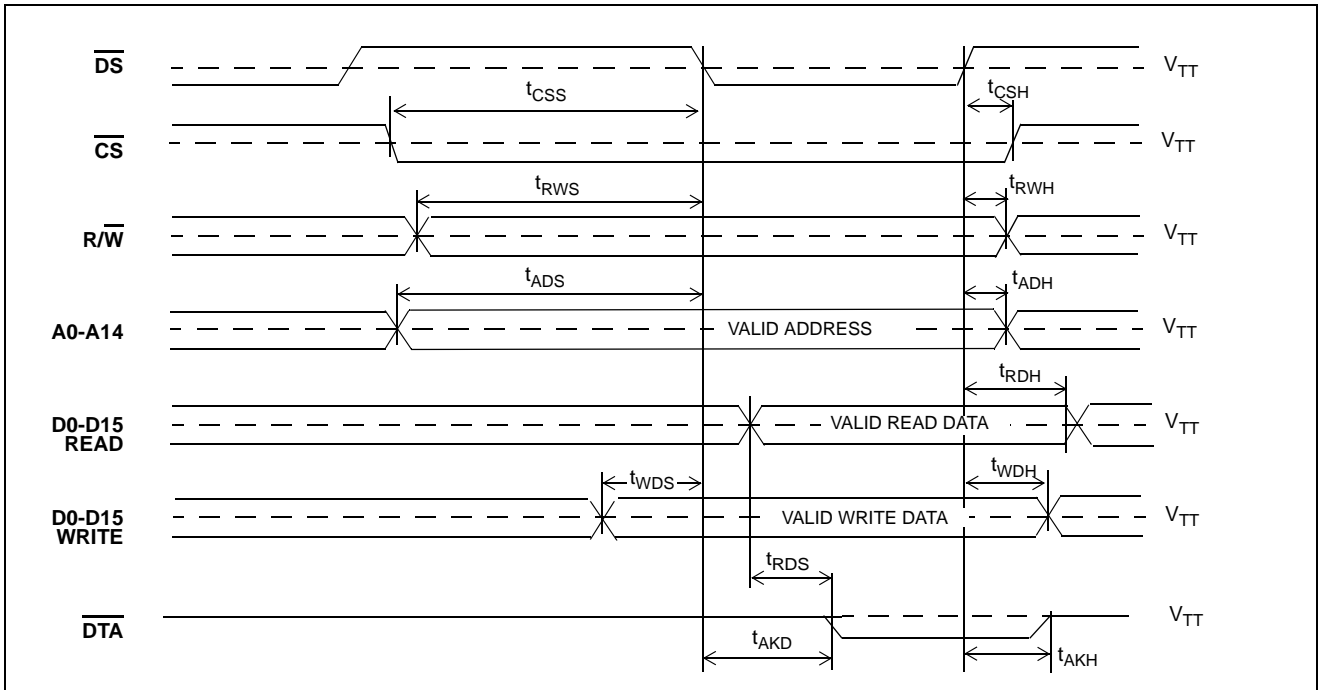 DS
VTT
tCSS
tCSH
CS
VTT
tRWS
tRWH
R/W
VTT
tADS
tADH
A0-A14
VALID ADDRESS
VTT
tRDH
D0-D15
READ
VALID READ DATA
VTT
tWDS
tWDH
D0-D15
WRITE
VALID WRITE DATA
VTT
tRDS
DTA
VTT
tAKD
tAKH